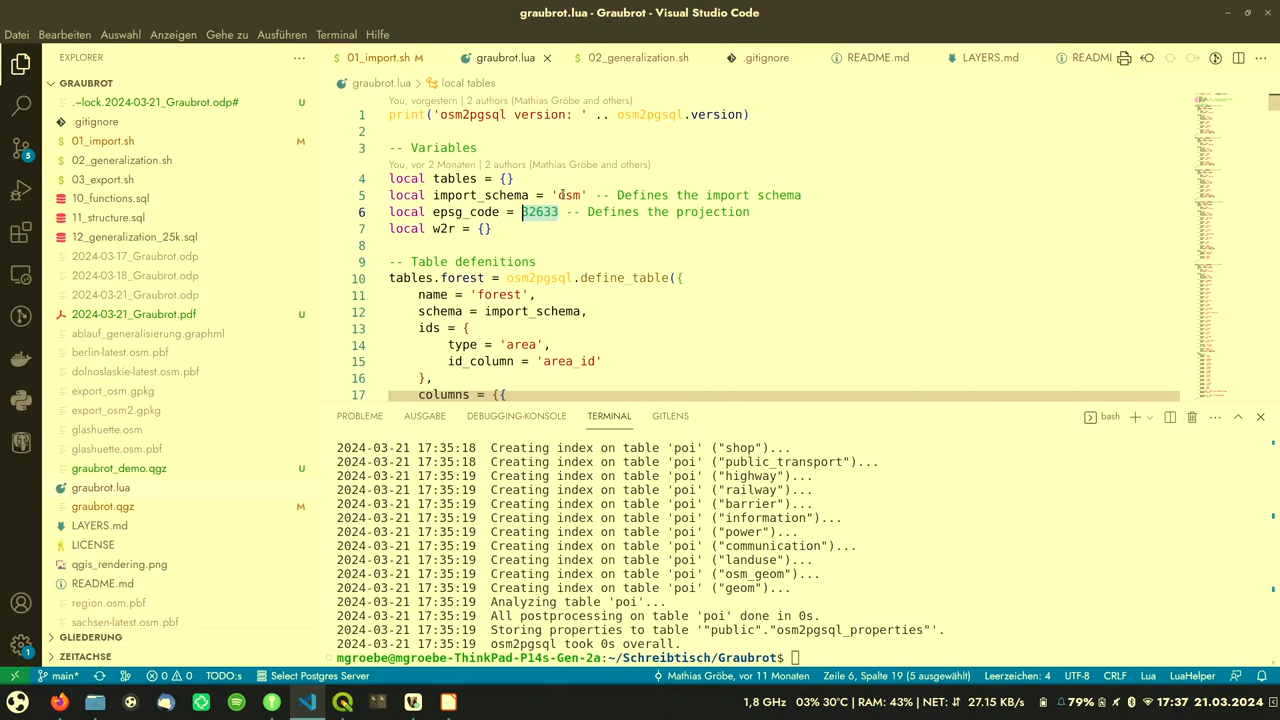 graubrot.lua - Graubrot - Visual Studio Code
Datei Bearbeiten Auswahl Anzeigen Gehe zu Ausführen Terminal Hilfe
EXPLORER
01_import.sh M graubrot.lua 02_generalization.sh .gitignore README.md LAYERS.md READMI
GRAUBROT
graubrot.lua > local tables
.~lock.2024-03-21_Graubrot.odp# U
.gitignore
01_import.sh M
02_generalization.sh
03_export.sh
10_functions.sql
11_structure.sql
12_generalization_25k.sql
2024-03-17_Graubrot.odp
2024-03-18_Graubrot.odp
2024-03-21_Graubrot.odp
2024-03-21_Graubrot.pdf U
ablauf_generalisierung.graphml
berlin-latest.osm.pbf
dolnoslaskie-latest.osm.pbf
export_osm.gpkg
export_osm2.gpkg
glashuette.osm
glashuette.osm.pbf
graubrot_demo.qgz U
graubrot.lua
graubrot.qgz M
LAYERS.md
LICENSE
qgis_rendering.png
README.md
region.osm.pbf
sachsen-latest.osm.pbf
GLIEDERUNG
ZEITACHSE
You, vorgestern | 2 authors (Mathias Gröbe and others)
1 print('osm2pgsql version: ' .. osm2pgsql.version)
2
3 -- Variables
You, vor 2 Monaten | 2 authors (Mathias Gröbe and others)
4 local tables = {}
5 local import_schema = 'osm' -- Defines the import schema
6 local epsg_code = 32633 -- Defines the projection
7 local w2r = {}
8
9 -- Table defenitions
10 tables.forest = osm2pgsql.define_table({
11 name = 'forest',
12 schema = import_schema,
13 ids = {
14 type = 'area',
15 id_column = 'area_id'
16 },
17 columns = {{
PROBLEME AUSGABE DEBUGGING-KONSOLE TERMINAL GITLENS bash
2024-03-21 17:35:18 Creating index on table 'poi' ("shop")...
2024-03-21 17:35:18 Creating index on table 'poi' ("public_transport")...
2024-03-21 17:35:19 Creating index on table 'poi' ("highway")...
2024-03-21 17:35:19 Creating index on table 'poi' ("railway")...
2024-03-21 17:35:19 Creating index on table 'poi' ("barrier")...
2024-03-21 17:35:19 Creating index on table 'poi' ("information")...
2024-03-21 17:35:19 Creating index on table 'poi' ("power")...
2024-03-21 17:35:19 Creating index on table 'poi' ("communication")...
2024-03-21 17:35:19 Creating index on table 'poi' ("landuse")...
2024-03-21 17:35:19 Creating index on table 'poi' ("osm_geom")...
2024-03-21 17:35:19 Creating index on table 'poi' ("geom")...
2024-03-21 17:35:19 Analyzing table 'poi'...
2024-03-21 17:35:19 All postprocessing on table 'poi' done in 0s.
2024-03-21 17:35:19 Storing properties to table '"public"."osm2pgsql_properties"'.
2024-03-21 17:35:19 osm2pgsql took 0s overall.
mgroebe@mgroebe-ThinkPad-P14s-Gen-2a:~/Schreibtisch/Graubrot$
main* 0 0 TODO:s Select Postgres Server Mathias Gröbe, vor 11 Monaten Zeile 6, Spalte 19 (5 ausgewählt) Leerzeichen: 4 UTF-8 CRLF Lua LuaHelper
1,8 GHz 03% 30°C | RAM: 43% | NET: 27.15 KB/s 79% 17:37 21.03.2024